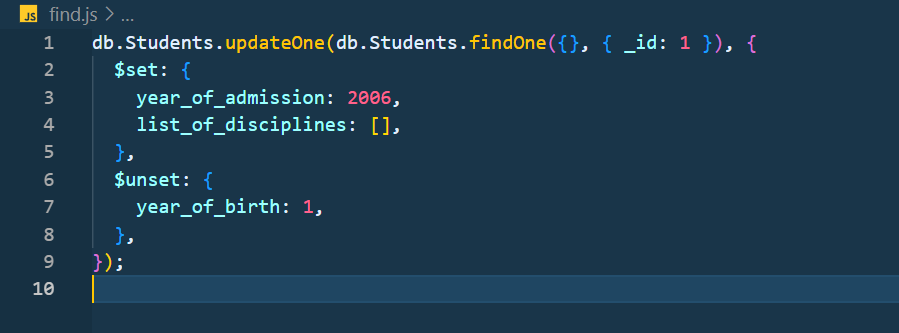 JS find.js > ...
1 db.Students.updateOne(db.Students.findOne({}, { _id: 1 }), {
2   $set: {
3     year_of_admission: 2006,
4     list_of_disciplines: [],
5   },
6   $unset: {
7     year_of_birth: 1,
8   },
9 });
10